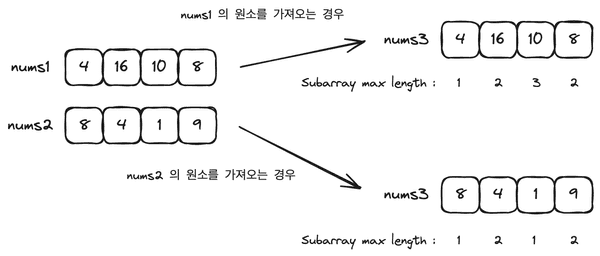 nums1 의 원소를 가져오는 경우
nums3 4 16 10 8
nums1 4 16 10 8
Subarray max length : 1 2 3 2
nums2 8 4 1 9
nums2 의 원소를 가져오는 경우
nums3 8 4 1 9
Subarray max length : 1 2 1 2